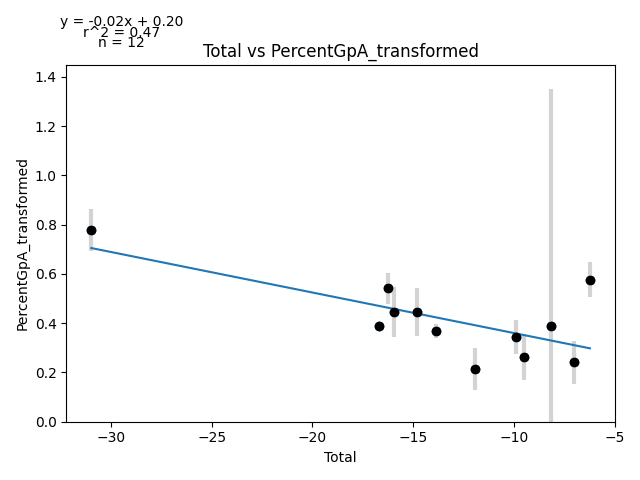 y = -0.02x + 0.20
r^2 = 0.47
n = 12
Total vs PercentGpA_transformed
1.4
1.2
1.0
0.8
0.6
0.4
0.2
0.0
PercentGpA_transformed
−30
−25
−20
−15
−10
−5
Total